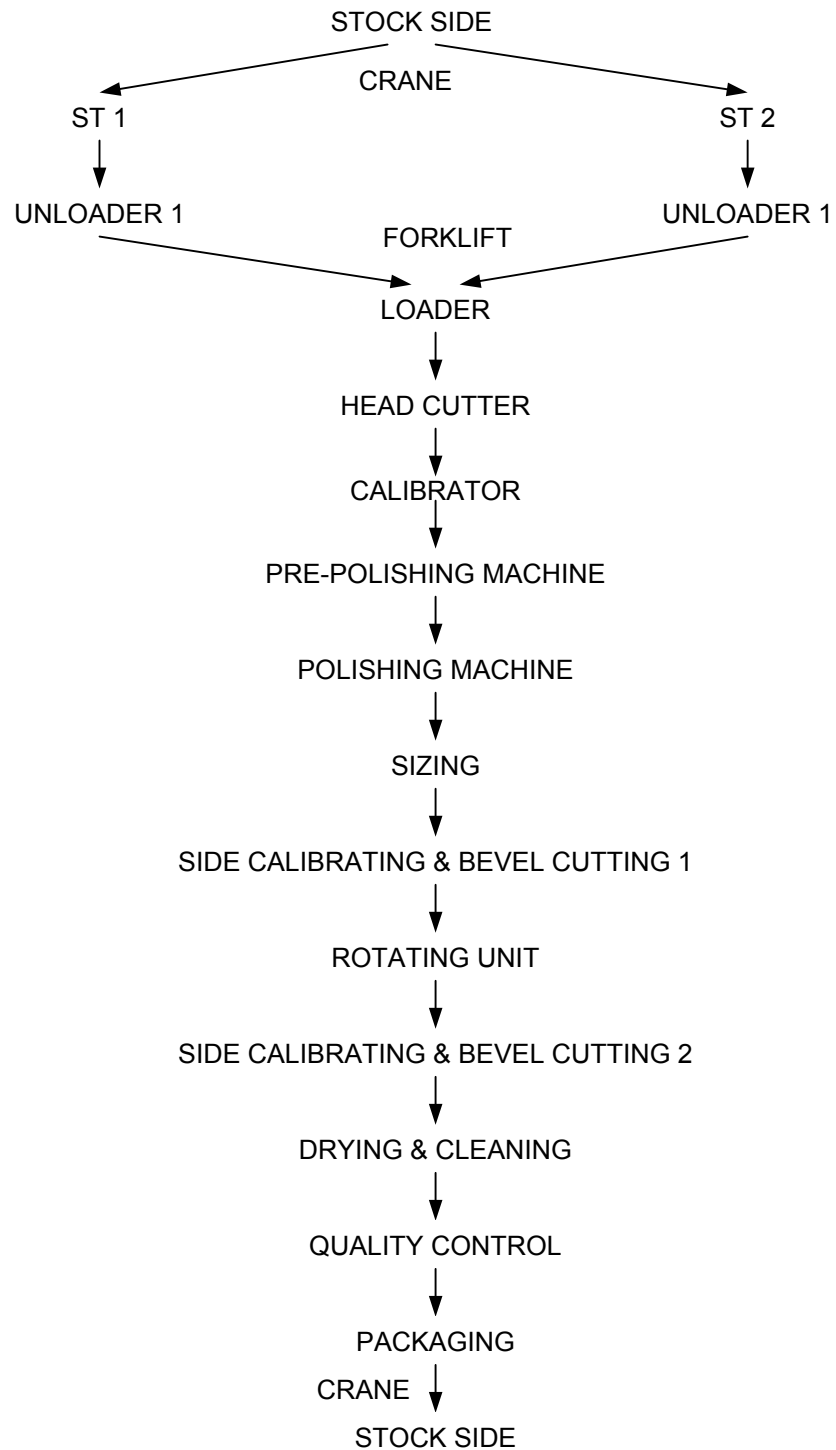 STOCK SIDE
CRANE
ST 1
ST 2
UNLOADER 1
UNLOADER 1
FORKLIFT
LOADER
HEAD CUTTER
CALIBRATOR
PRE-POLISHING MACHINE
POLISHING MACHINE
SIZING
SIDE CALIBRATING & BEVEL CUTTING 1
ROTATING UNIT
SIDE CALIBRATING & BEVEL CUTTING 2
DRYING & CLEANING
QUALITY CONTROL
PACKAGING
CRANE
STOCK SIDE